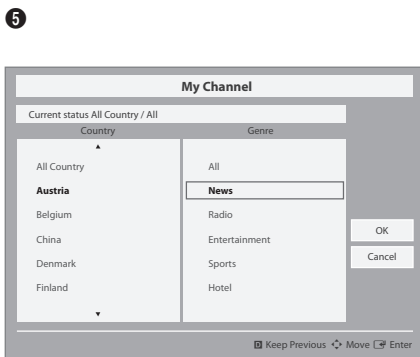 5
My Channel
Current status All Country / All
Country Genre
▲
All Country All
Austria News
Belgium Radio
China Entertainment
Denmark Sports
Finland Hotel
▼
OK
Cancel
D Keep Previous Move Enter